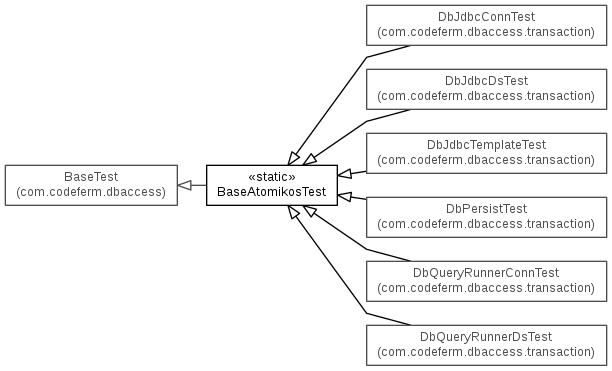 DbJdbcConnTest
(com.codeferm.dbaccess.transaction)
DbJdbcDsTest
(com.codeferm.dbaccess.transaction)
DbJdbcTemplateTest
(com.codeferm.dbaccess.transaction)
BaseTest
(com.codeferm.dbaccess)
«static»
BaseAtomikosTest
DbPersistTest
(com.codeferm.dbaccess.transaction)
DbQueryRunnerConnTest
(com.codeferm.dbaccess.transaction)
DbQueryRunnerDsTest
(com.codeferm.dbaccess.transaction)